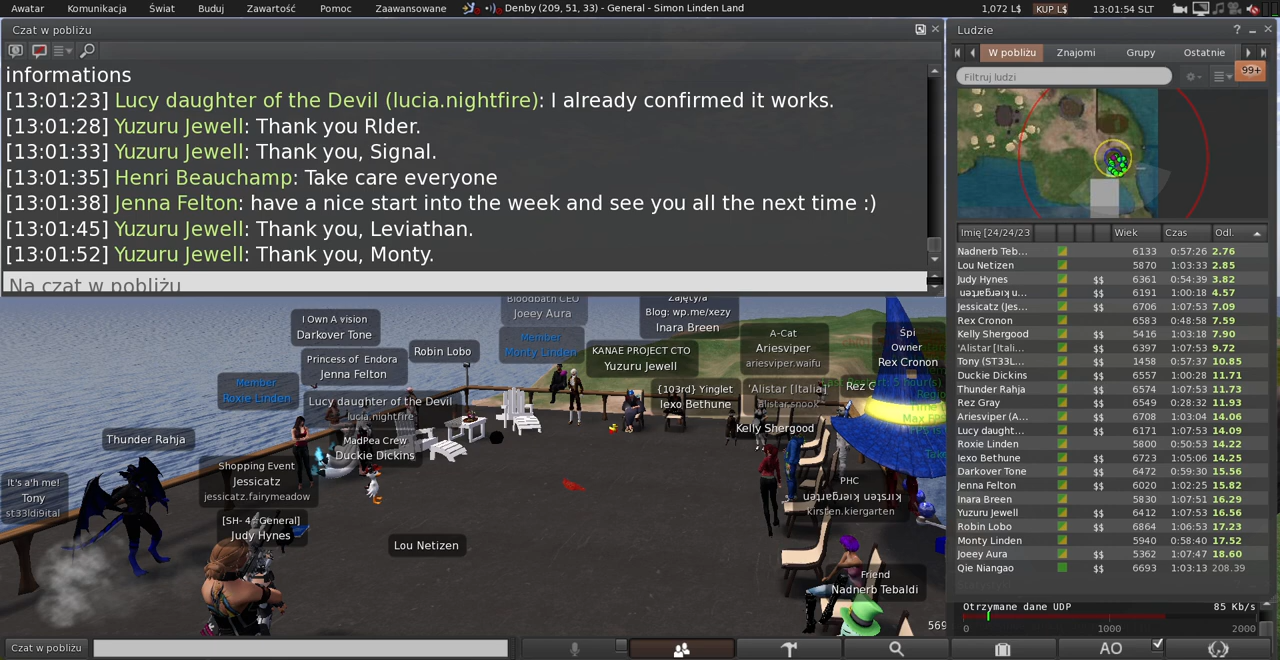 Awatar Komunikacja Świat Buduj Zawartość Pomoc Zaawansowane Denby (209, 51, 33) - General - Simon Linden Land 1,072 L$ KUP L$ 13:01:54 SLT
Czat w pobliżu
informations
[13:01:23] Lucy daughter of the Devil (lucia.nightfire): I already confirmed it works.
[13:01:28] Yuzuru Jewell: Thank you RIder.
[13:01:33] Yuzuru Jewell: Thank you, Signal.
[13:01:35] Henri Beauchamp: Take care everyone
[13:01:38] Jenna Felton: have a nice start into the week and see you all the next time :)
[13:01:45] Yuzuru Jewell: Thank you, Leviathan.
[13:01:52] Yuzuru Jewell: Thank you, Monty.
Na czat w pobliżu
Bloodbath CEO
Joeey Aura
Zajęty/a
Blog: wp.me/xezy
Inara Breen
I Own A vision
Darkover Tone
Member
Monty Linden
A-Cat
Ariesviper
ariesviper.waifu
Śpi
Owner
Rex Cronon
Princess of Endora
Jenna Felton
Robin Lobo
KANAE PROJECT CTO
Yuzuru Jewell
Member
Roxie Linden
Lucy daughter of the Devil
lucia.nightfire
{103rd} Yinglet
Iexo Bethune
'Alistar [Italia]
alistar.snook
Rez G
Kelly Shergood
Thunder Rahja
MadPea Crew
Duckie Dickins
Shopping Event
Jessicatz
jessicatz.fairymeadow
It's a'h me!
Tony
st33ldi9ital
PHC
uǝʇɹɐƃɹǝıʞ uǝʇsɹıʞ
kirsten.kiergarten
[SH- 4 - General]
Judy Hynes
Lou Netizen
Friend
Nadnerb Tebaldi
569
Czat w pobliżu
AO
Ludzie
W pobliżu Znajomi Grupy Ostatnie
99+
Filtruj ludzi
Imię [24/24/23 Wiek Czas Odl.
Nadnerb Teb... 6133 0:57:26 2.76
Lou Netizen 5870 1:03:33 2.85
Judy Hynes $$ 6361 0:54:39 3.82
uǝʇɹɐƃɹǝıʞ u... $$ 6191 1:00:18 4.57
Jessicatz (Jes... $$ 6706 1:07:53 7.09
Rex Cronon 6583 0:48:58 7.59
Kelly Shergood $$ 5416 1:03:18 7.90
'Alistar [Itali... $$ 6397 1:07:53 9.72
Tony (ST33L... $$ 1458 0:57:37 10.85
Duckie Dickins $$ 6557 1:00:28 11.71
Thunder Rahja $$ 6574 1:07:53 11.73
Rez Gray $$ 6549 0:28:32 11.93
Ariesviper (A... $$ 6708 1:03:04 14.06
Lucy daught... $$ 6171 1:07:53 14.09
Roxie Linden 5800 0:50:53 14.22
Iexo Bethune $$ 6723 1:05:06 14.25
Darkover Tone $$ 6472 0:59:30 15.56
Jenna Felton $$ 6020 1:02:25 15.82
Inara Breen 5830 1:07:51 16.29
Yuzuru Jewell $$ 6412 1:07:53 16.56
Robin Lobo $$ 6864 1:06:53 17.23
Monty Linden 5940 0:58:40 17.52
Joeey Aura $$ 5362 1:07:47 18.60
Qie Niangao $$ 6693 1:03:13 208.39
Otrzymane dane UDP 85 Kb/s
0 1000 2000